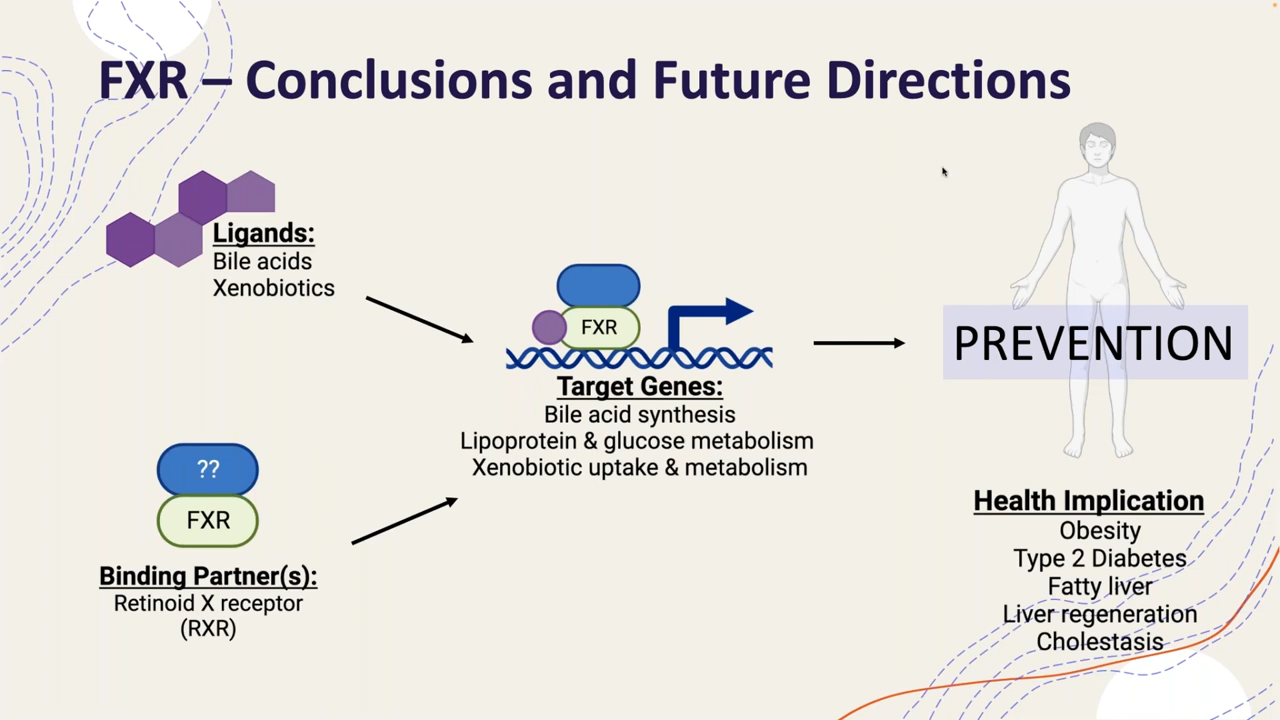 FXR – Conclusions and Future Directions
Ligands:
Bile acids
Xenobiotics
??
FXR
Binding Partner(s):
Retinoid X receptor
(RXR)
FXR
Target Genes:
Bile acid synthesis
Lipoprotein & glucose metabolism
Xenobiotic uptake & metabolism
PREVENTION
Health Implication
Obesity
Type 2 Diabetes
Fatty liver
Liver regeneration
Cholestasis